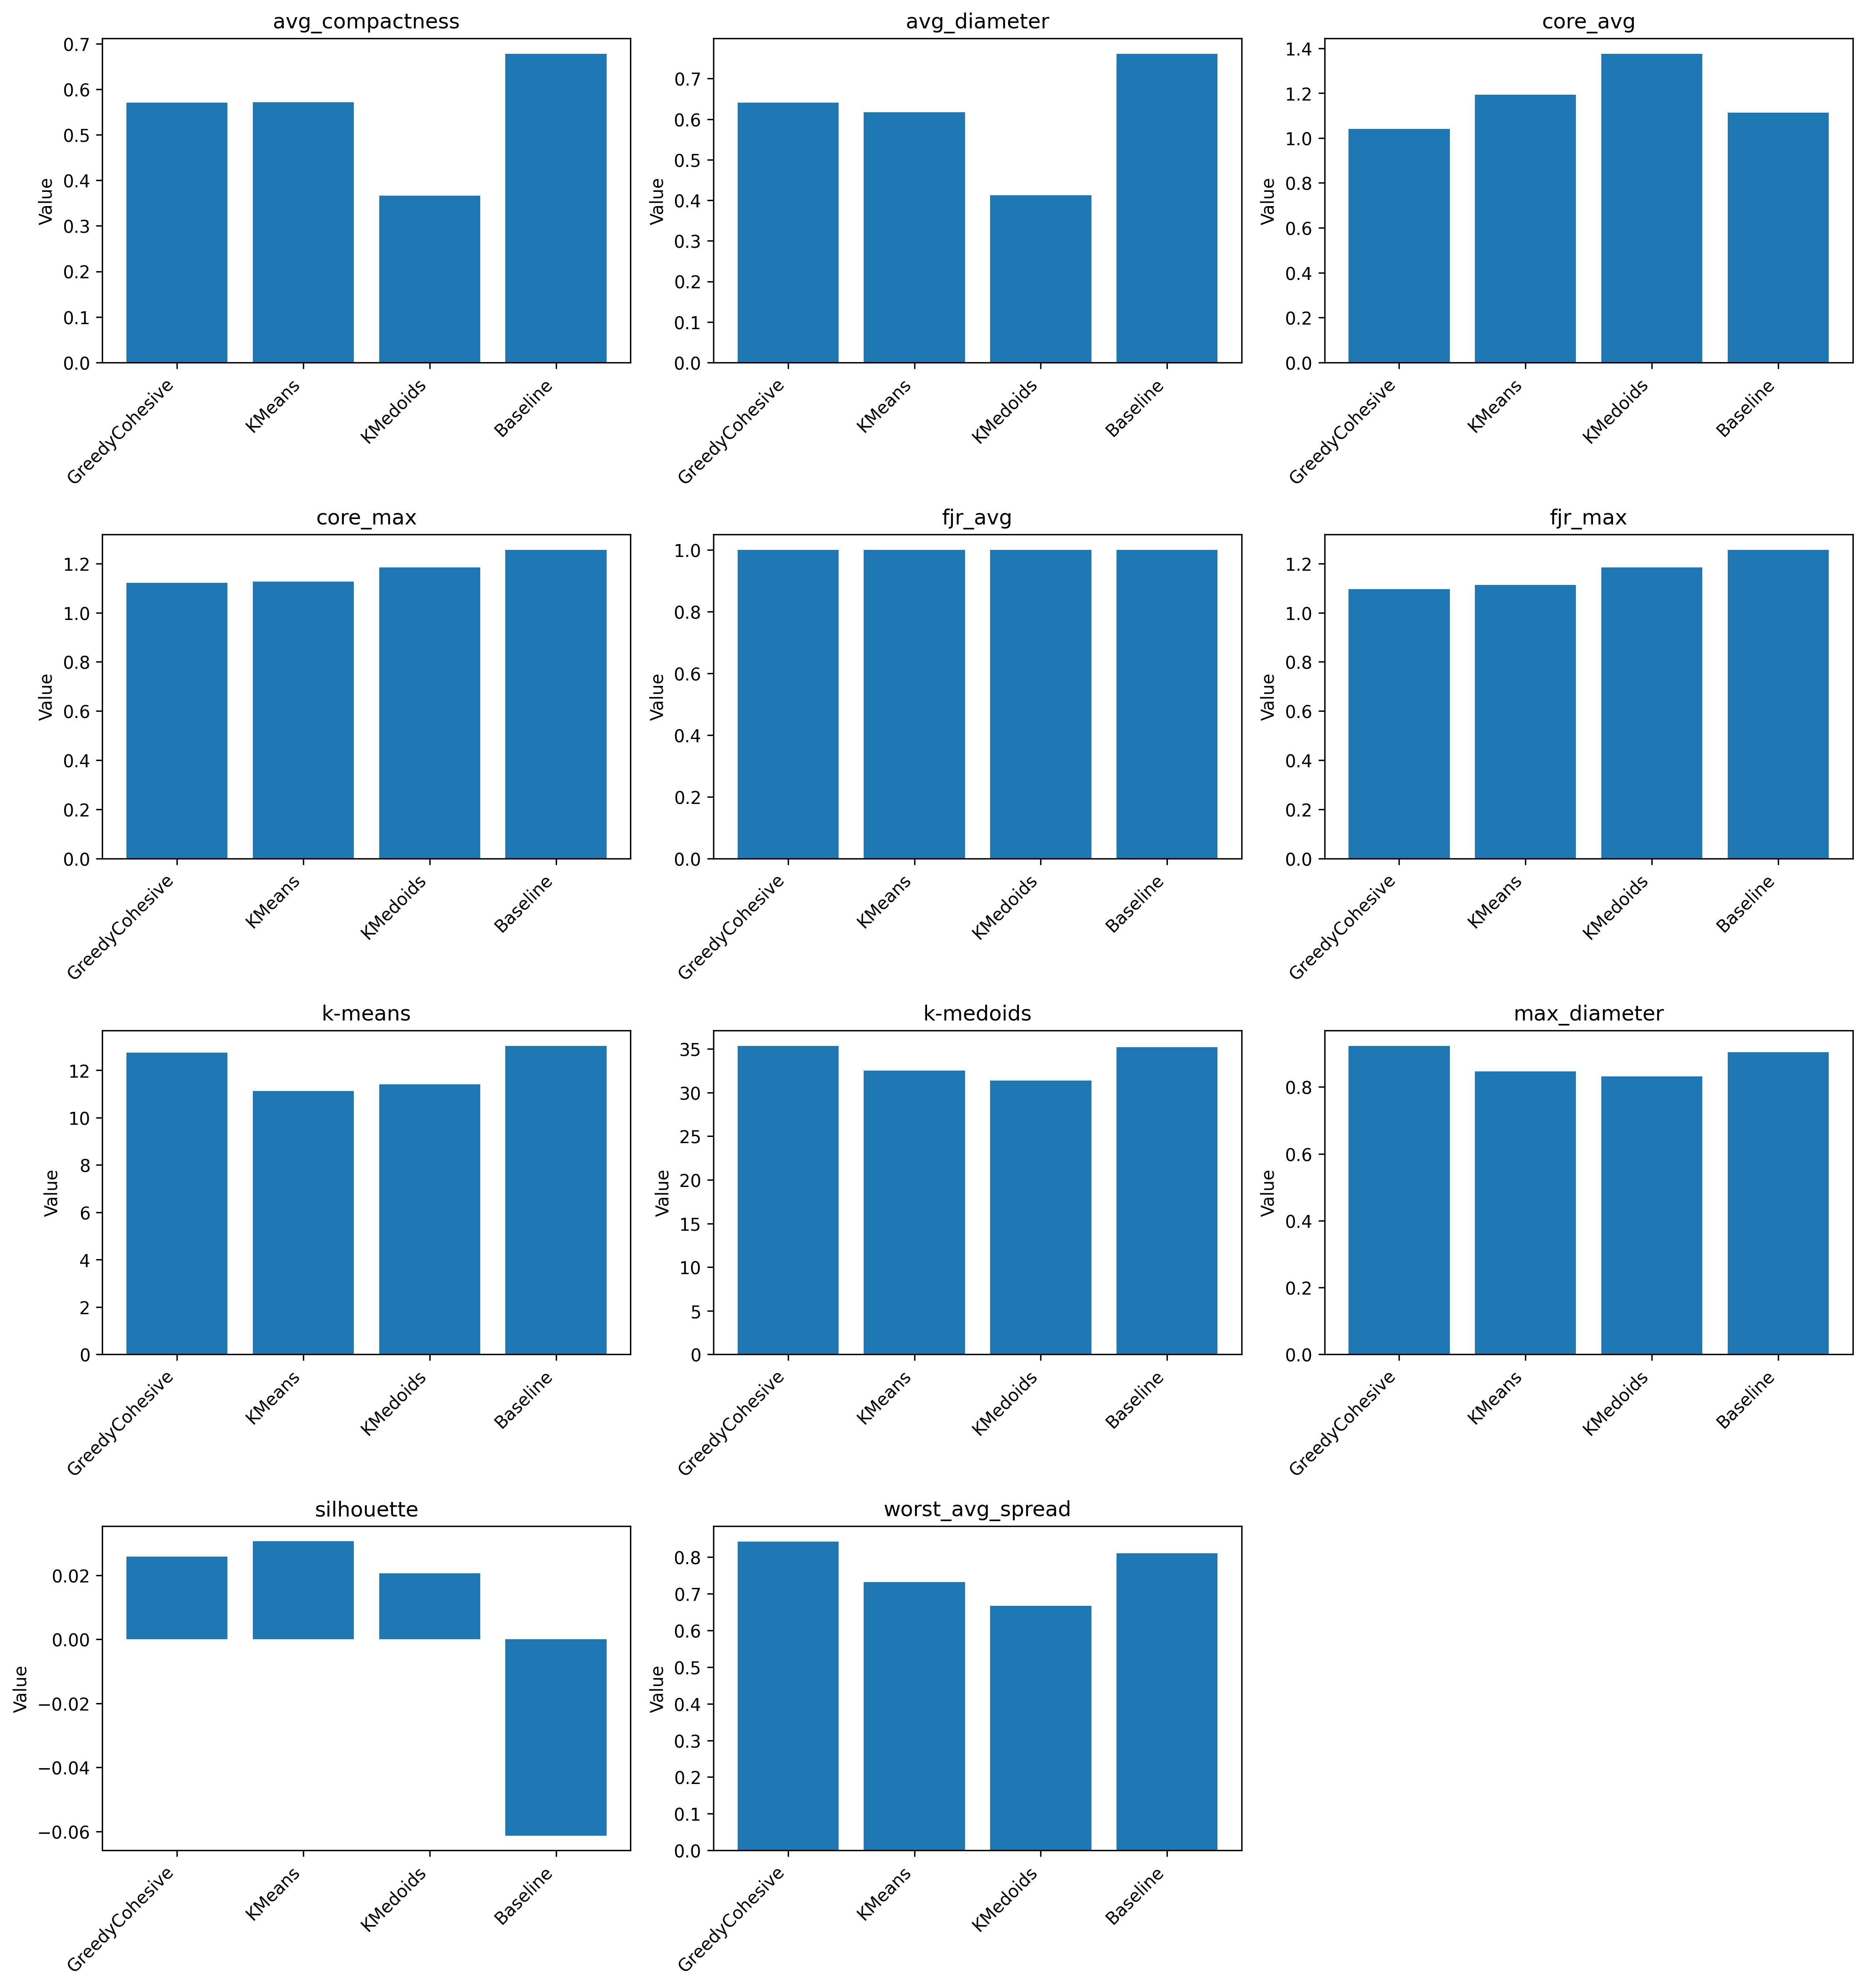 avg_compactness
Value
0.7
0.6
0.5
0.4
0.3
0.2
0.1
0.0
GreedyCohesive
KMeans
KMedoids
Baseline
avg_diameter
Value
0.7
0.6
0.5
0.4
0.3
0.2
0.1
0.0
GreedyCohesive
KMeans
KMedoids
Baseline
core_avg
Value
1.4
1.2
1.0
0.8
0.6
0.4
0.2
0.0
GreedyCohesive
KMeans
KMedoids
Baseline
core_max
Value
1.2
1.0
0.8
0.6
0.4
0.2
0.0
GreedyCohesive
KMeans
KMedoids
Baseline
fjr_avg
Value
1.0
0.8
0.6
0.4
0.2
0.0
GreedyCohesive
KMeans
KMedoids
Baseline
fjr_max
Value
1.2
1.0
0.8
0.6
0.4
0.2
0.0
GreedyCohesive
KMeans
KMedoids
Baseline
k-means
Value
12
10
8
6
4
2
0
GreedyCohesive
KMeans
KMedoids
Baseline
k-medoids
Value
35
30
25
20
15
10
5
0
GreedyCohesive
KMeans
KMedoids
Baseline
max_diameter
Value
0.8
0.6
0.4
0.2
0.0
GreedyCohesive
KMeans
KMedoids
Baseline
silhouette
Value
0.02
0.00
−0.02
−0.04
−0.06
GreedyCohesive
KMeans
KMedoids
Baseline
worst_avg_spread
Value
0.8
0.7
0.6
0.5
0.4
0.3
0.2
0.1
0.0
GreedyCohesive
KMeans
KMedoids
Baseline